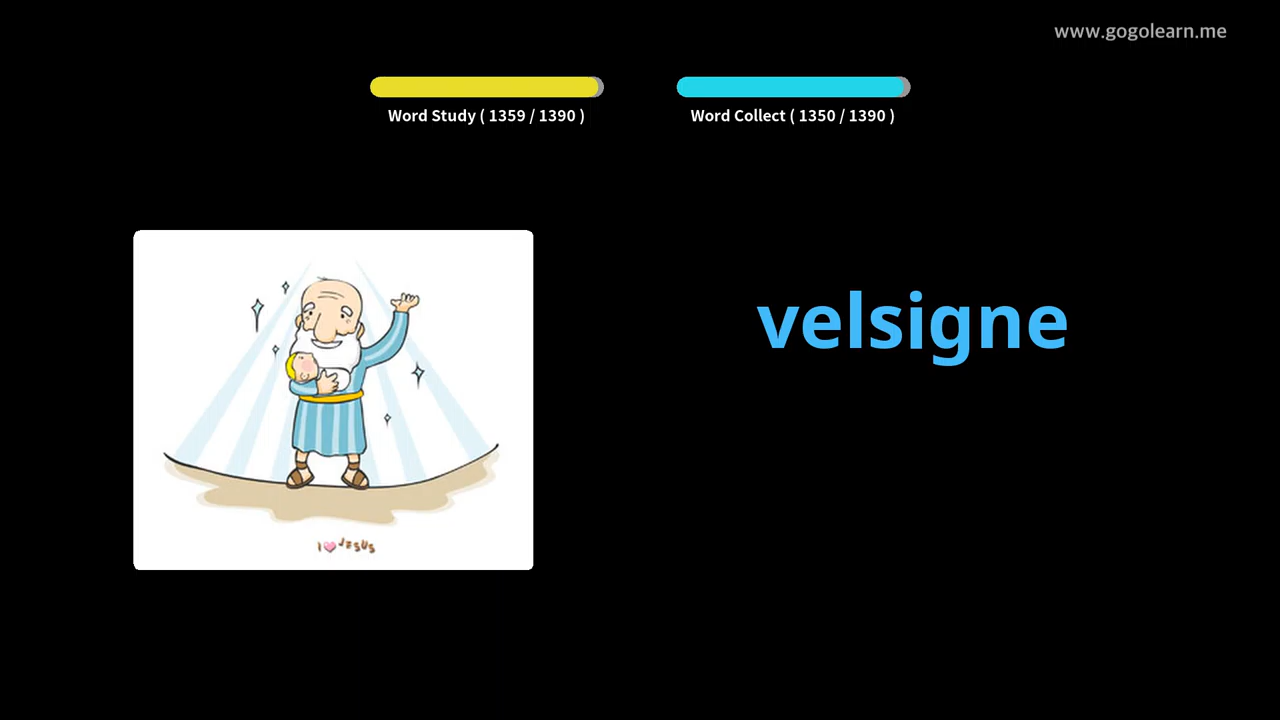 www.gogolearn.me
Word Study ( 1359 / 1390 )
Word Collect ( 1350 / 1390 )
velsigne
I ♥ JESUS